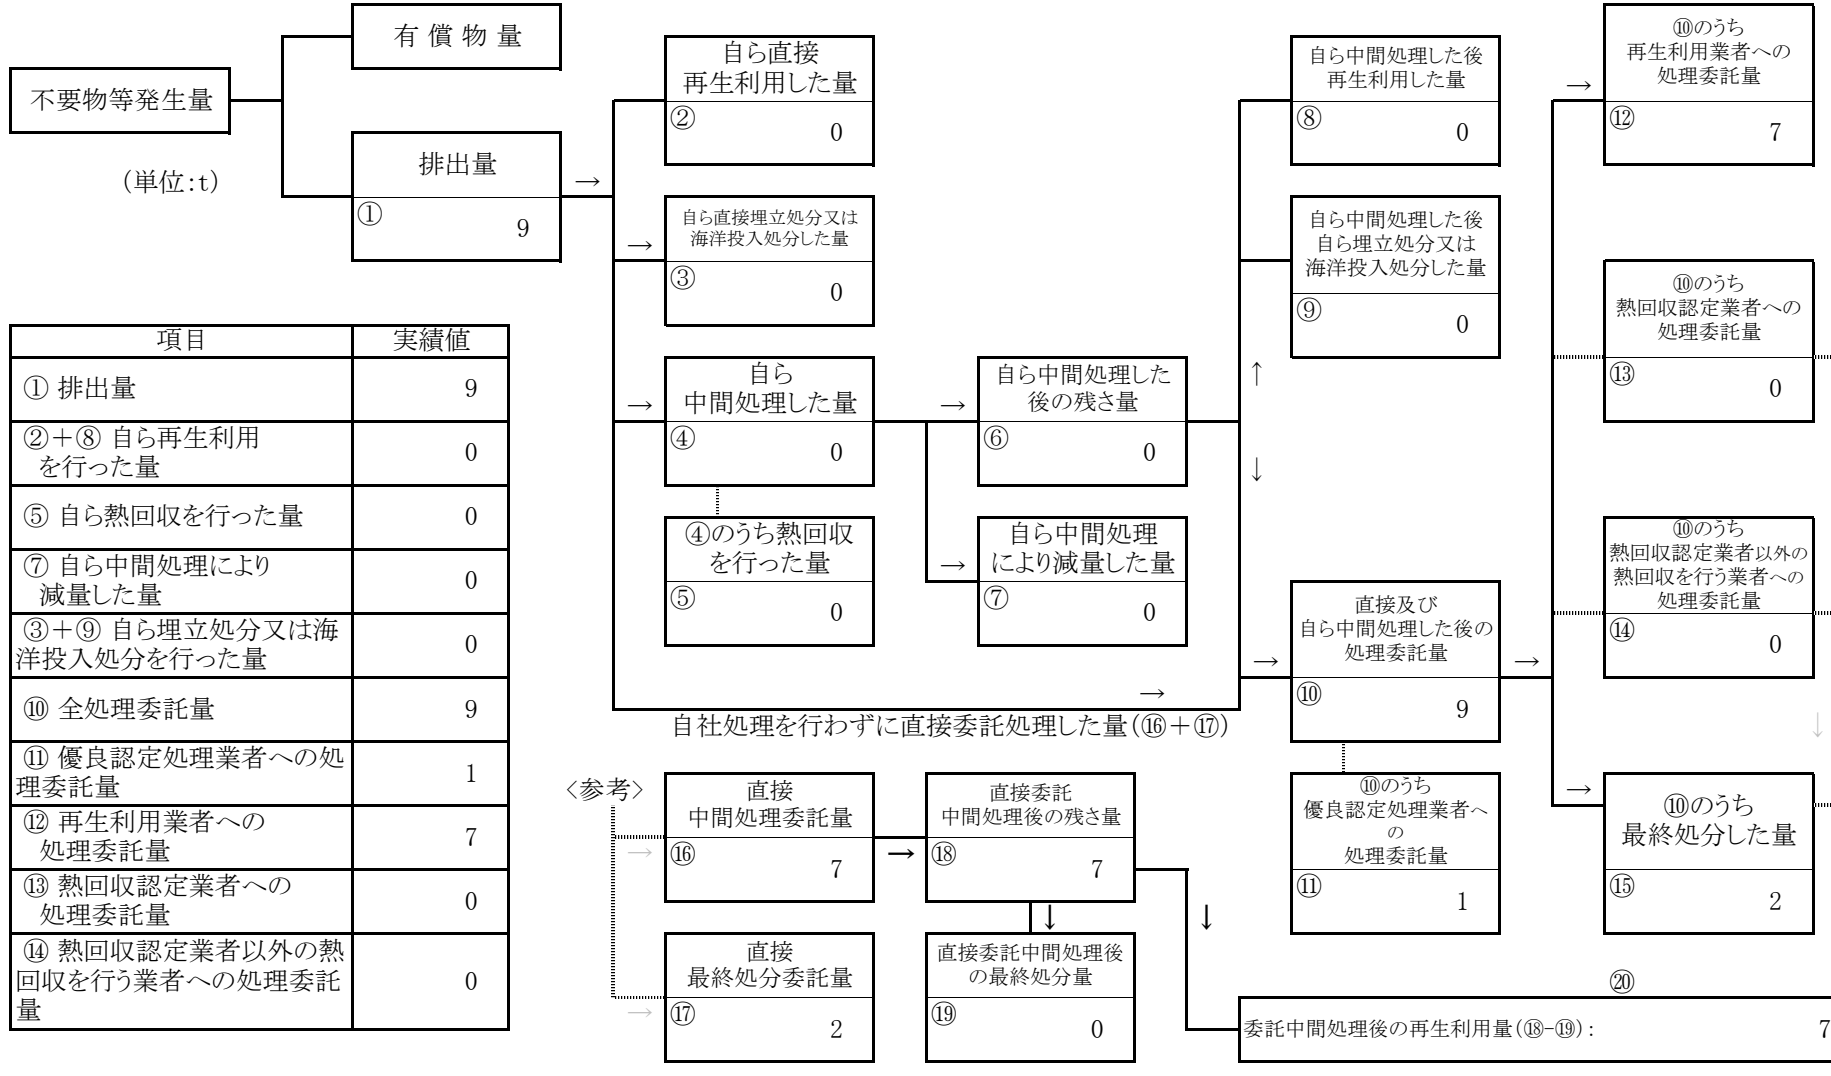 不要物等発生量
有 償 物 量
(単位:t)
排出量
①
9
→
自ら直接
再生利用した量
②
0
→
自ら直接埋立処分又は
海洋投入処分した量
③
0
→
自ら
中間処理した量
④
0
④のうち熱回収
を行った量
⑤
0
→
自ら中間処理した
後の残さ量
⑥
0
→
自ら中間処理
により減量した量
⑦
0
↑
↓
自ら中間処理した後
再生利用した量
⑧
0
自ら中間処理した後
自ら埋立処分又は
海洋投入処分した量
⑨
0
→
自社処理を行わずに直接委託処理した量(⑯+⑰)
→
直接及び
自ら中間処理した後の
処理委託量
⑩
9
→
⑩のうち
優良認定処理業者へ
の
処理委託量
⑪
1
→
⑩のうち
再生利用業者への
処理委託量
⑫
7
⑩のうち
熱回収認定業者への
処理委託量
⑬
0
⑩のうち
熱回収認定業者以外の
熱回収を行う業者への
処理委託量
⑭
0
↓
→
⑩のうち
最終処分した量
⑮
2
項目 実績値
① 排出量 9
②+⑧ 自ら再生利用
を行った量 0
⑤ 自ら熱回収を行った量 0
⑦ 自ら中間処理により
減量した量 0
③+⑨ 自ら埋立処分又は海
洋投入処分を行った量 0
⑩ 全処理委託量 9
⑪ 優良認定処理業者への処
理委託量 1
⑫ 再生利用業者への
処理委託量 7
⑬ 熱回収認定業者への
処理委託量 0
⑭ 熱回収認定業者以外の熱
回収を行う業者への処理委託
量 0
<参考>
→
直接
中間処理委託量
⑯
7
→
直接委託
中間処理後の残さ量
⑱
7
↓
↓
→
直接
最終処分委託量
⑰
2
直接委託中間処理後
の最終処分量
⑲
0
⑳
委託中間処理後の再生利用量(⑱-⑲): 7